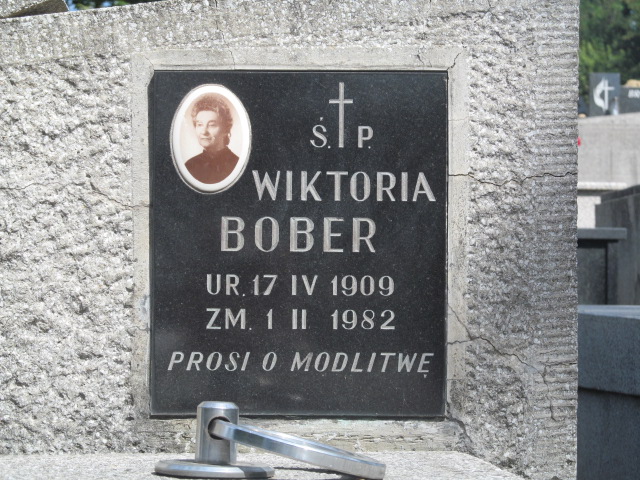 Ś. P.
WIKTORIA
BOBER
UR. 17 IV 1909
ZM. 1 II 1982
PROSI O MODLITWĘ